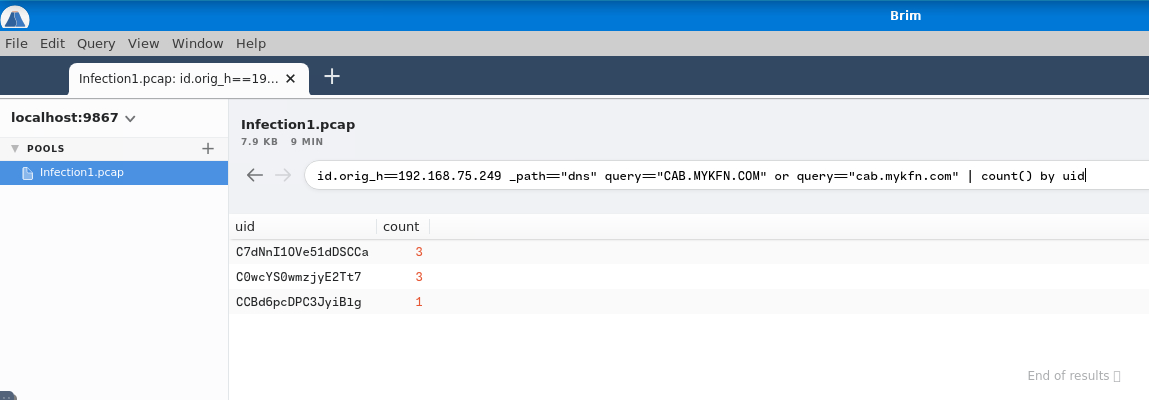 Brim
File Edit Query View Window Help
Infection1.pcap: id.orig_h==19... ✕ +
localhost:9867
POOLS +
Infection1.pcap
Infection1.pcap
7.9 KB 9 MIN
id.orig_h==192.168.75.249 _path=="dns" query=="CAB.MYKFN.COM" or query=="cab.mykfn.com" | count() by uid
uid count
C7dNnI1OVe51dDSCCa 3
C0wcYS0wmzjyE2Tt7 3
CCBd6pcDPC3JyiBlg 1
End of results